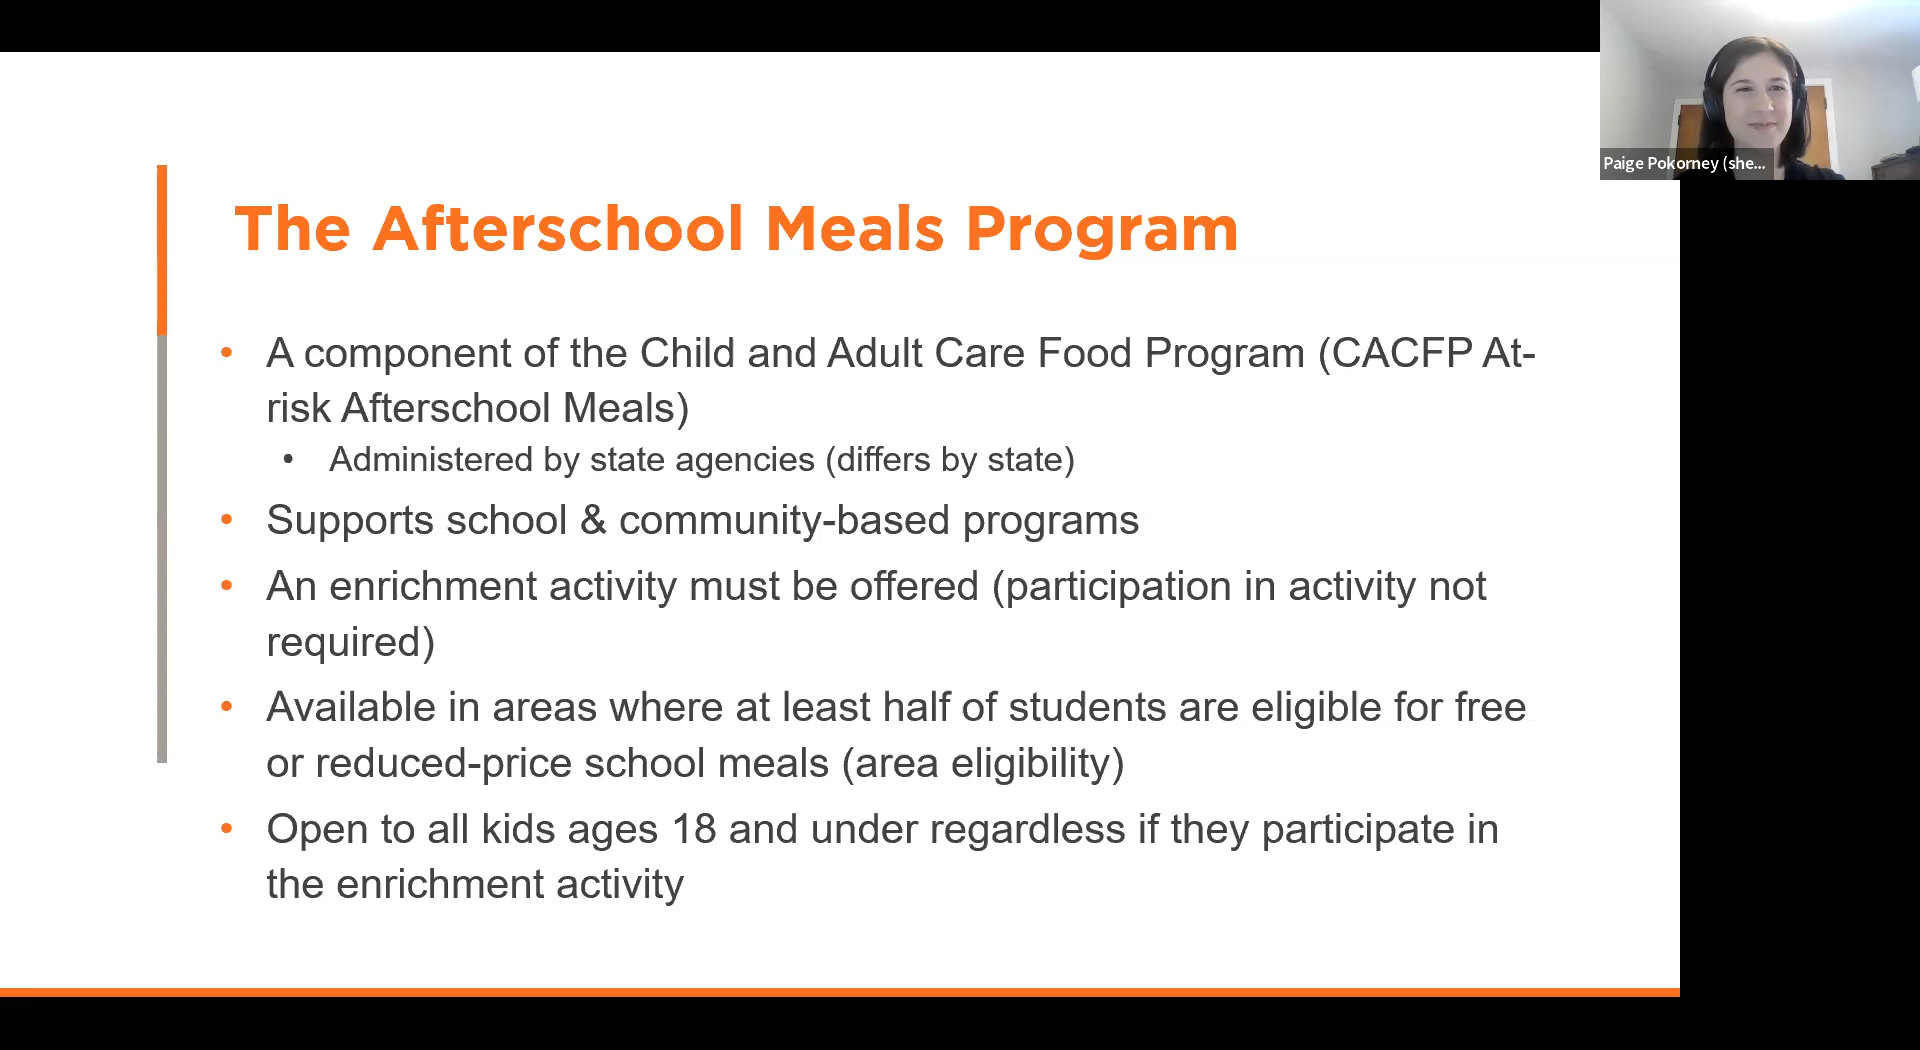 The Afterschool Meals Program
• A component of the Child and Adult Care Food Program (CACFP At-
risk Afterschool Meals)
• Administered by state agencies (differs by state)
• Supports school & community-based programs
• An enrichment activity must be offered (participation in activity not
required)
• Available in areas where at least half of students are eligible for free
or reduced-price school meals (area eligibility)
• Open to all kids ages 18 and under regardless if they participate in
the enrichment activity
Paige Pokorney (she...